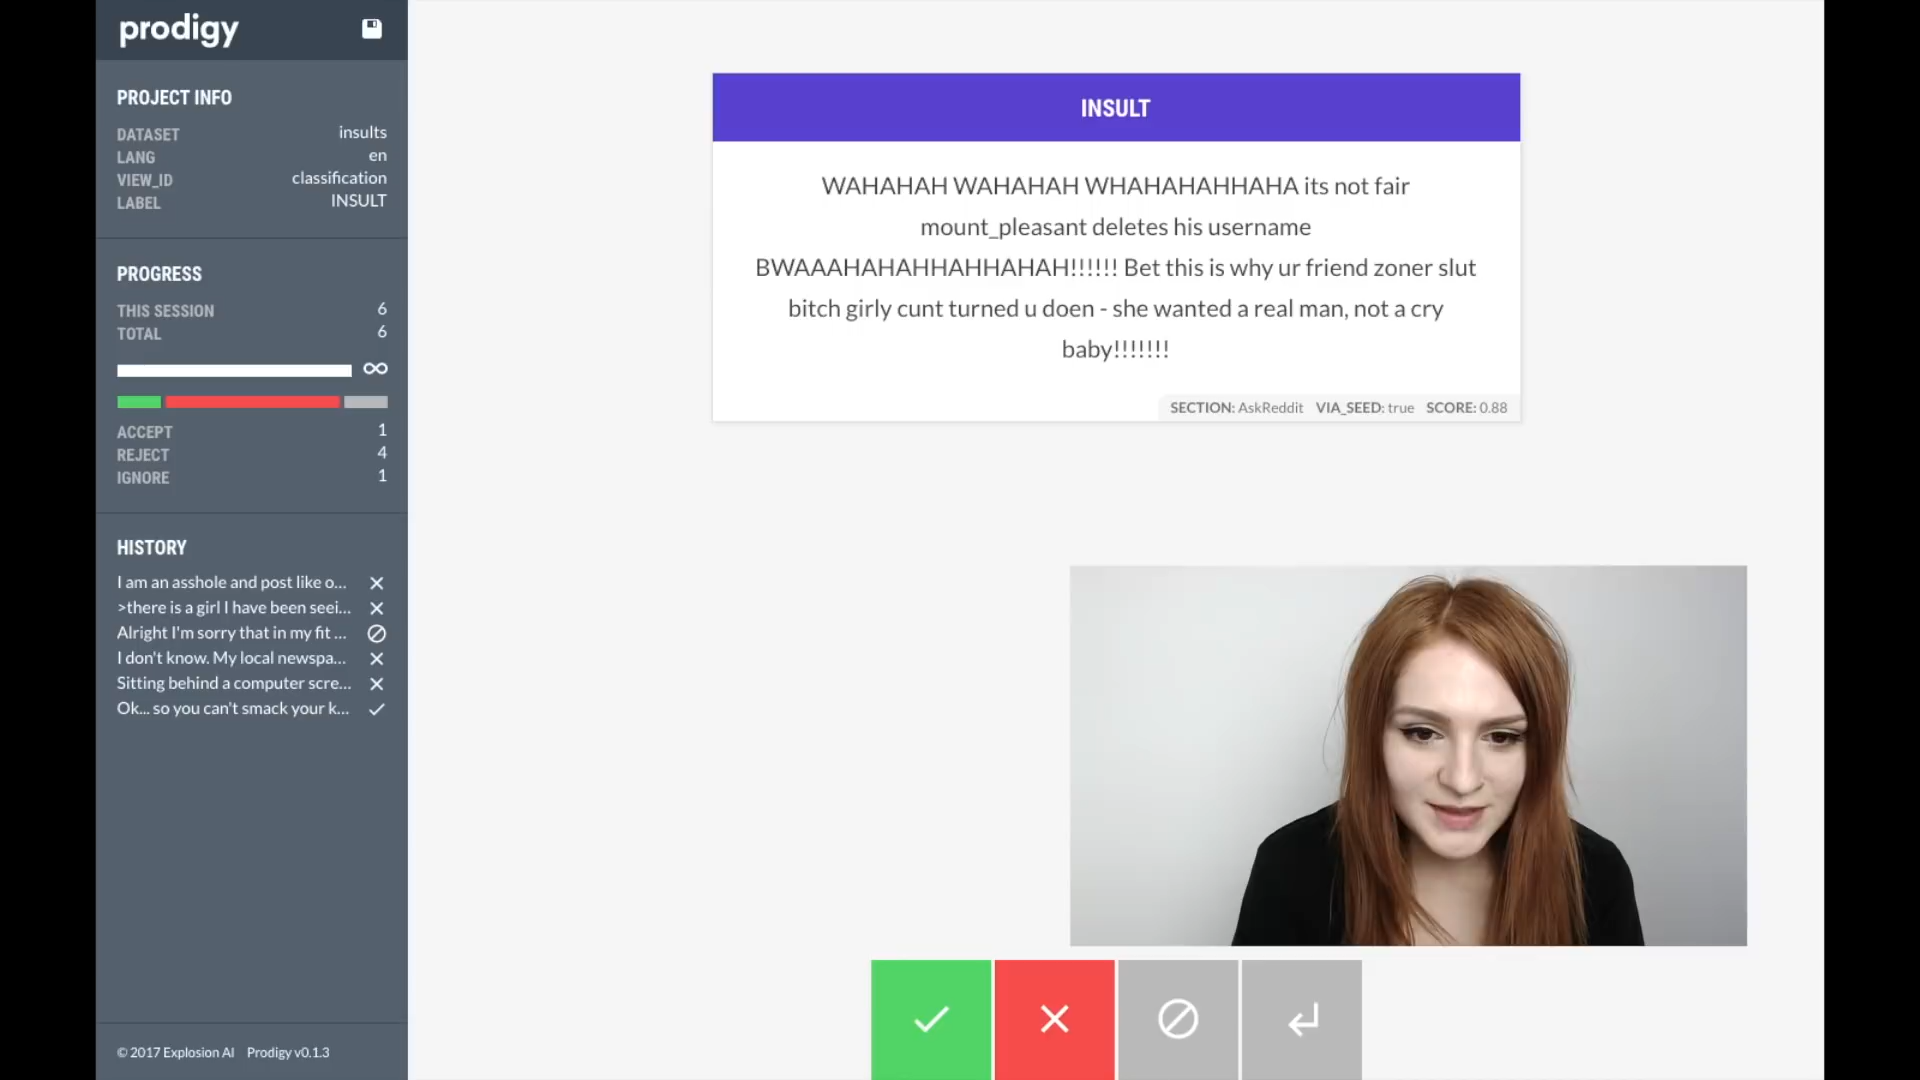 prodigy
PROJECT INFO
DATASET insults
LANG en
VIEW_ID classification
LABEL INSULT
PROGRESS
THIS SESSION 6
TOTAL 6
∞
ACCEPT 1
REJECT 4
IGNORE 1
HISTORY
I am an asshole and post like o...
>there is a girl I have been seei...
Alright I'm sorry that in my fit ...
I don't know. My local newspa...
Sitting behind a computer scre...
Ok... so you can't smack your k...
© 2017 Explosion AI Prodigy v0.1.3
INSULT
WAHAHAH WAHAHAH WHAHAHAHHAHA its not fair
mount_pleasant deletes his username
BWAAAHAHAHHAHHAHAH!!!!!! Bet this is why ur friend zoner slut
bitch girly cunt turned u doen - she wanted a real man, not a cry
baby!!!!!!!
SECTION: AskReddit VIA_SEED: true SCORE: 0.88